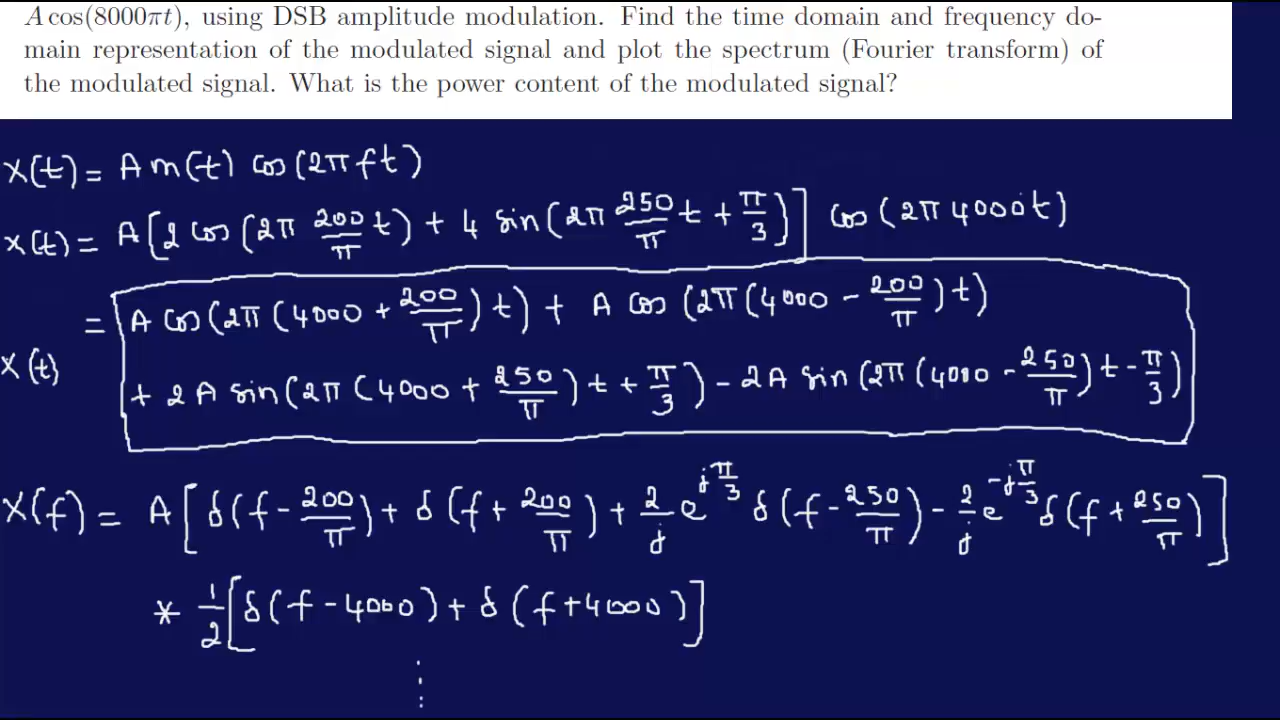 A cos(8000πt), using DSB amplitude modulation. Find the time domain and frequency do-
main representation of the modulated signal and plot the spectrum (Fourier transform) of
the modulated signal. What is the power content of the modulated signal?
x(t) = A m(t) cos(2π f t)
x(t) = A[2 cos(2π 200/π t) + 4 sin(2π 250/π t + π/3)] cos(2π 4000t)
= A cos(2π(4000 + 200/π)t) + A cos(2π(4000 - 200/π)t)
x(t)
+ 2A sin(2π(4000 + 250/π)t + π/3) - 2A sin(2π(4000 - 250/π)t - π/3)
X(f) = A[δ(f - 200/π) + δ(f + 200/π) + 2/j e^{jπ/3} δ(f - 250/π) - 2/j e^{-jπ/3} δ(f + 250/π)]
* 1/2[δ(f - 4000) + δ(f + 4000)]
⋮